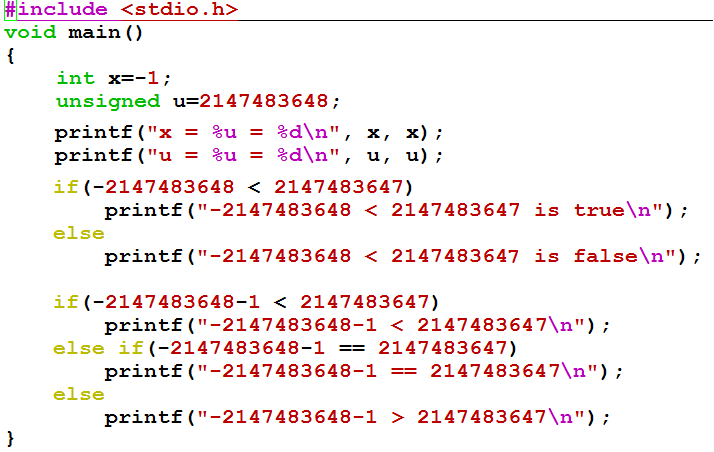 #include <stdio.h>
void main()
{
int x=-1;
unsigned u=2147483648;
printf("x = %u = %d\n", x, x);
printf("u = %u = %d\n", u, u);
if(-2147483648 < 2147483647)
printf("-2147483648 < 2147483647 is true\n");
else
printf("-2147483648 < 2147483647 is false\n");
if(-2147483648-1 < 2147483647)
printf("-2147483648-1 < 2147483647\n");
else if(-2147483648-1 == 2147483647)
printf("-2147483648-1 == 2147483647\n");
else
printf("-2147483648-1 > 2147483647\n");
}